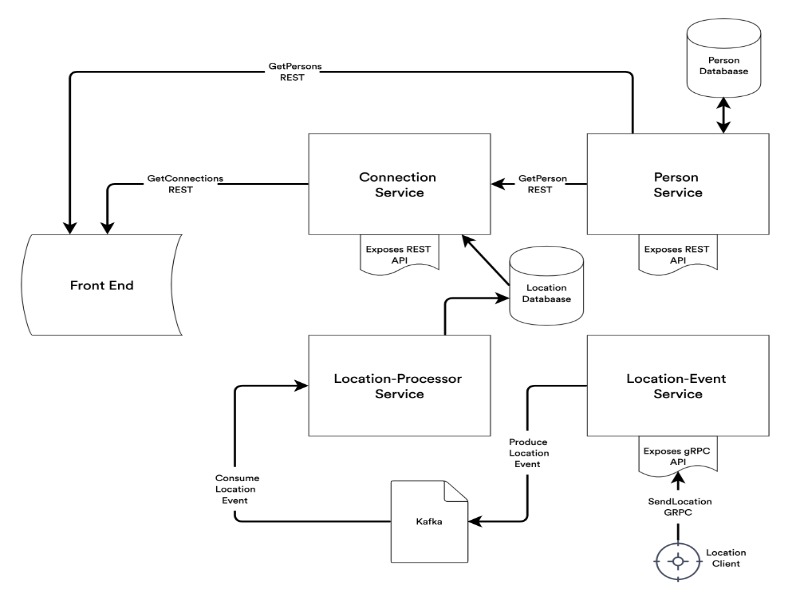 GetPersons
REST
Person
Databaase
Connection
Service
GetPerson
REST
Person
Service
GetConnections
REST
Exposes REST
API
Exposes REST
API
Front End
Location
Databaase
Location-Processor
Service
Location-Event
Service
Produce
Location
Event
Exposes gRPC
API
Consume
Location
Event
Kafka
SendLocation
GRPC
Location
Client